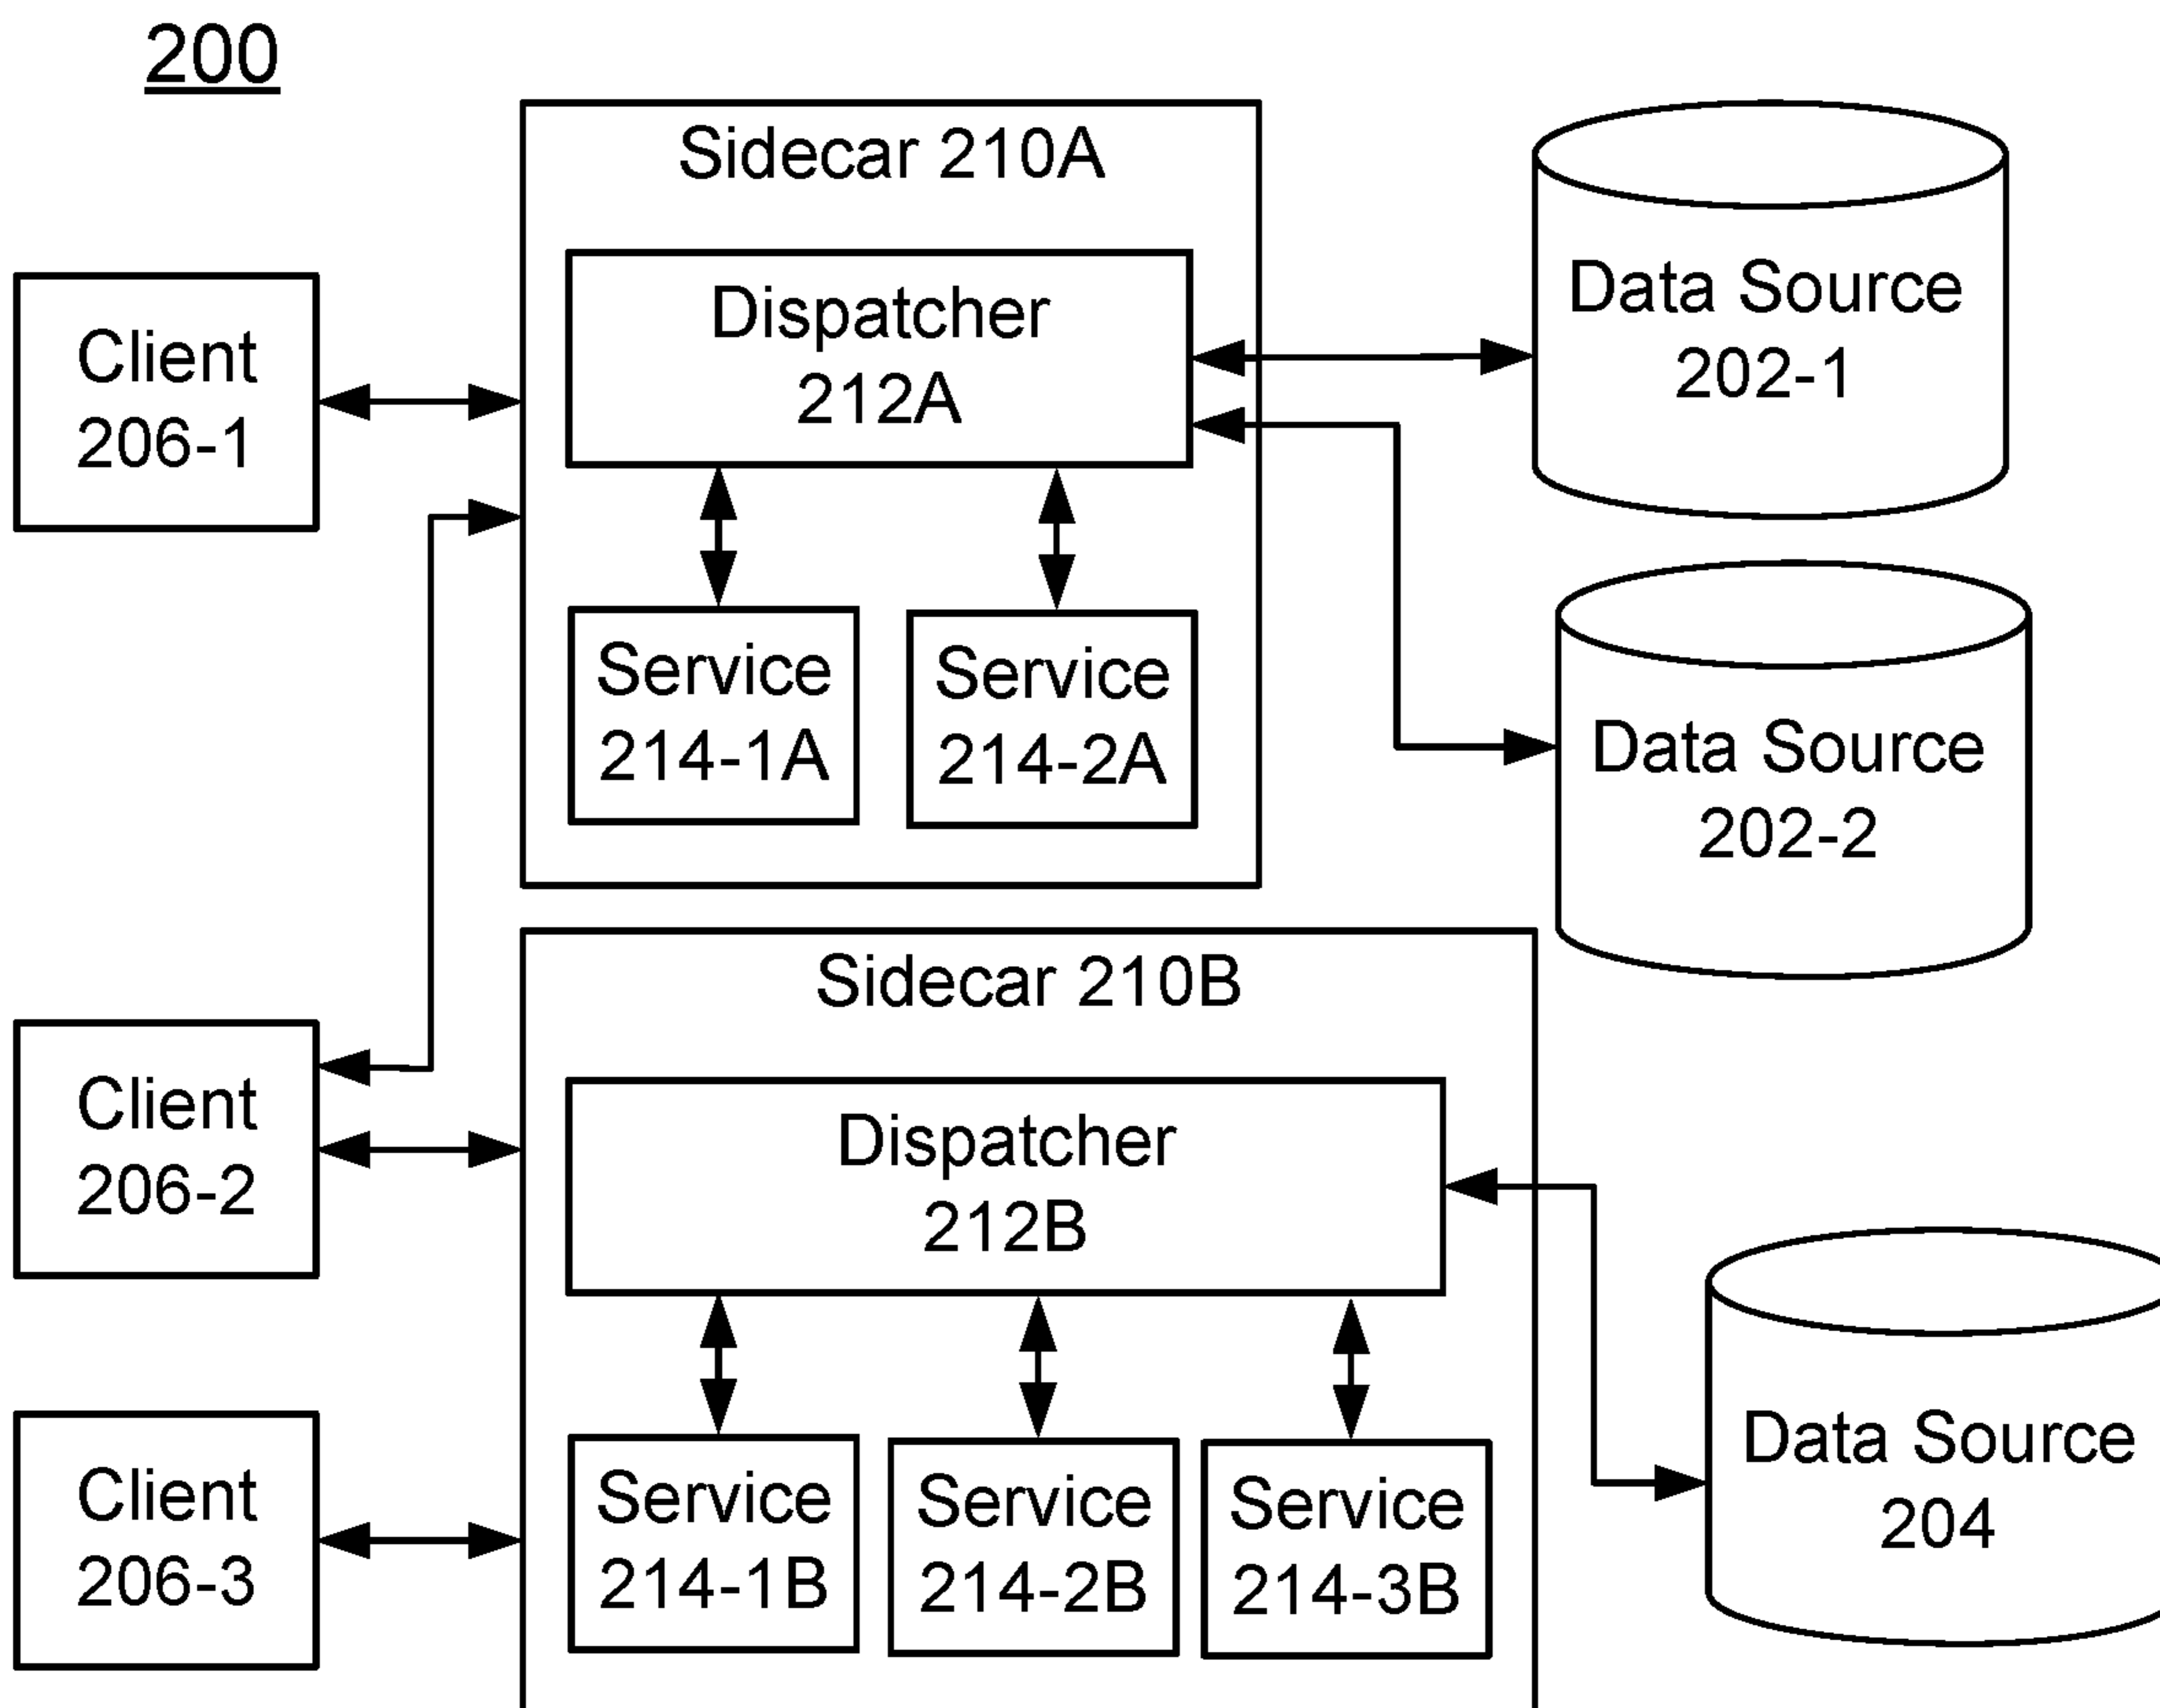 200
Sidecar 210A
Dispatcher
212A
Service
214-1A
Service
214-2A
Client
206-1
Data Source
202-1
Data Source
202-2
Client
206-2
Sidecar 210B
Dispatcher
212B
Service
214-1B
Service
214-2B
Service
214-3B
Client
206-3
Data Source
204